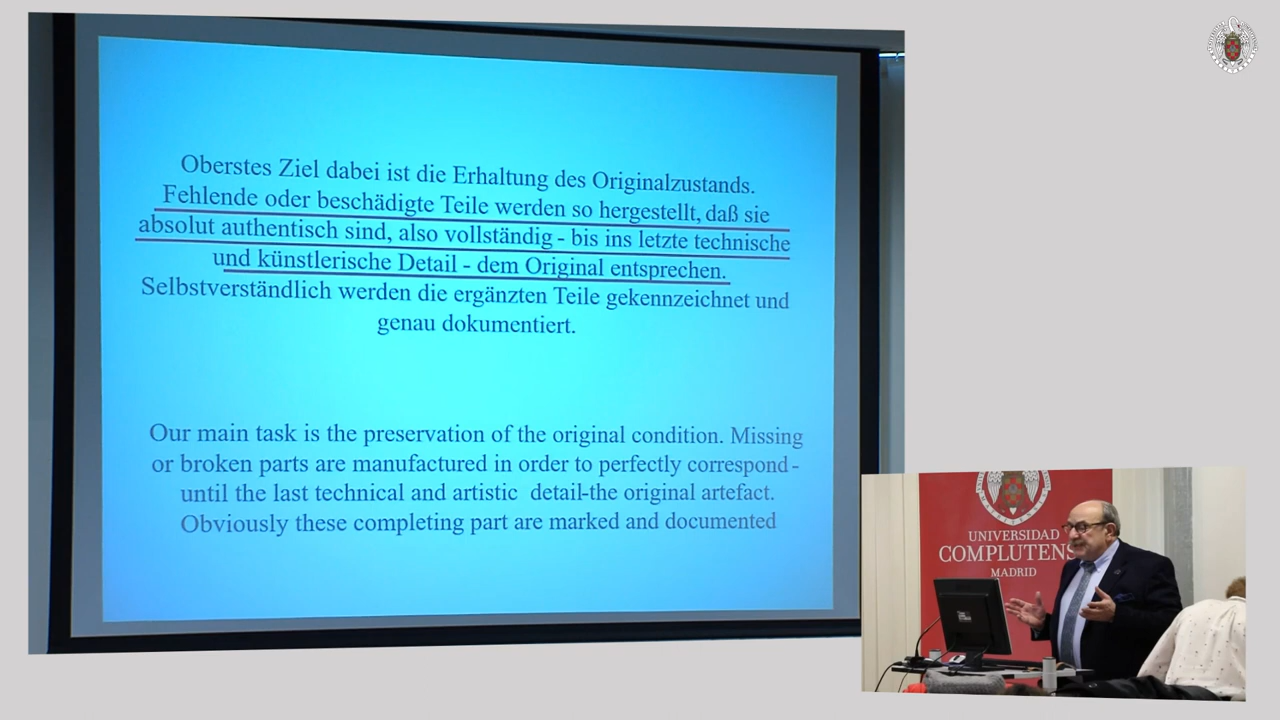 Oberstes Ziel dabei ist die Erhaltung des Originalzustands.
Fehlende oder beschädigte Teile werden so hergestellt, daß sie
absolut authentisch sind, also vollständig - bis ins letzte technische
und künstlerische Detail - dem Original entsprechen.
Selbstverständlich werden die ergänzten Teile gekennzeichnet und
genau dokumentiert.
Our main task is the preservation of the original condition. Missing
or broken parts are manufactured in order to perfectly correspond-
until the last technical and artistic detail-the original artefact.
Obviously these completing part are marked and documented
UNIVERSIDAD
COMPLUTENS
MADRID